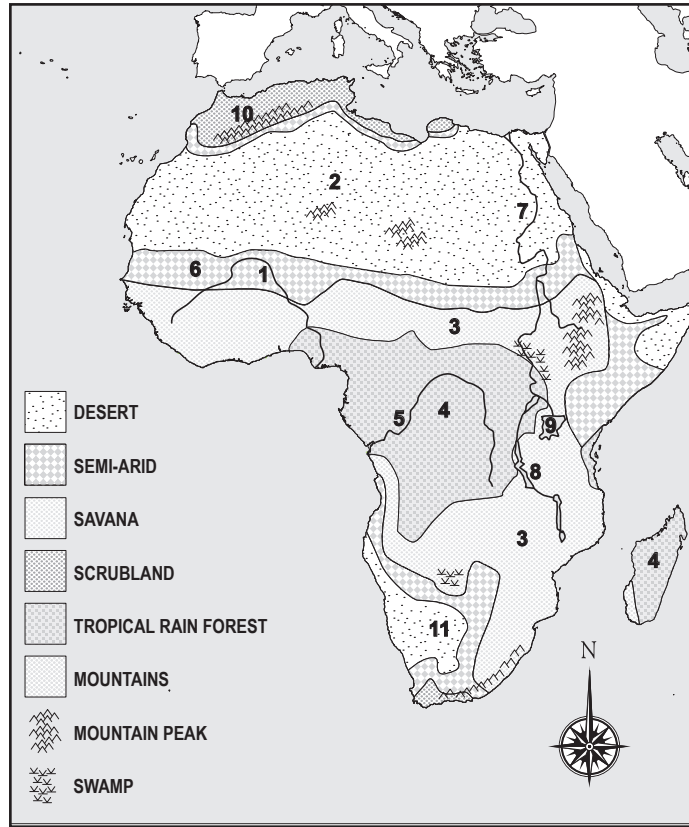 10
2
7
6
1
3
5
4
9
8
3
4
11
DESERT
SEMI-ARID
SAVANA
SCRUBLAND
TROPICAL RAIN FOREST
MOUNTAINS.
MOUNTAIN PEAK
SWAMP
N